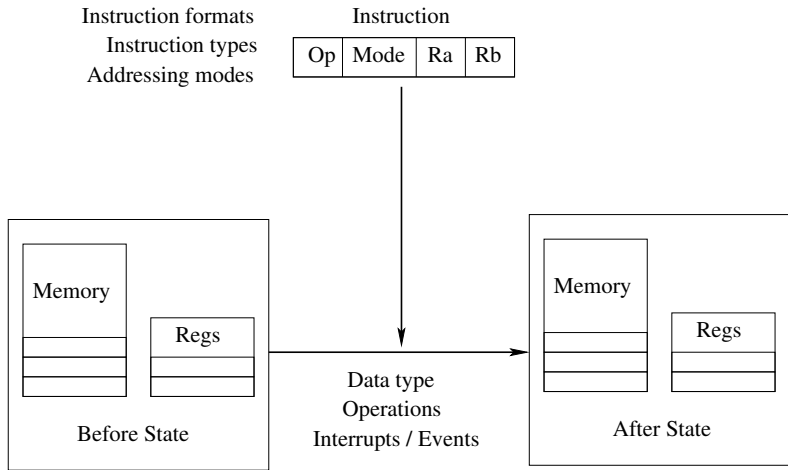 Instruction formats
Instruction types
Addressing modes
Instruction
Op Mode Ra Rb
Memory
Regs
Before State
Data type
Operations
Interrupts / Events
Memory
Regs
After State